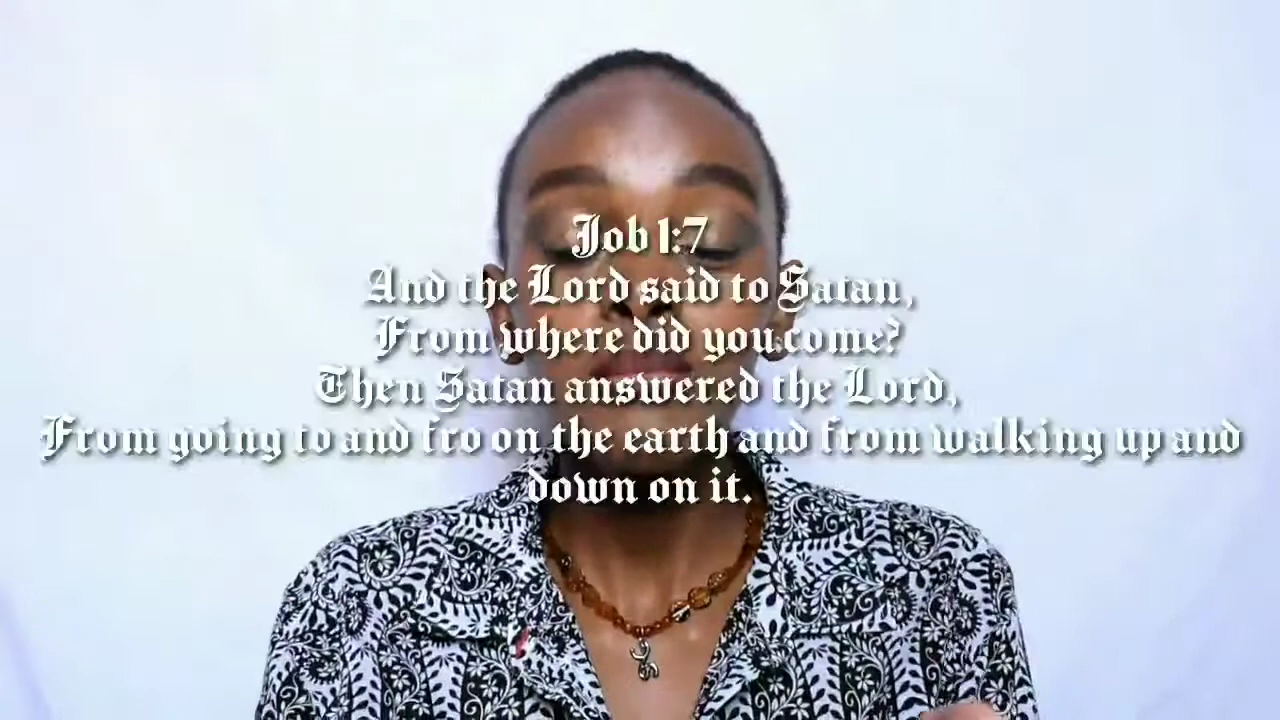 Job 1:7
And the Lord said to Satan,
From where did you come?
Then Satan answered the Lord,
From going to and fro on the earth and from walking up and
down on it.